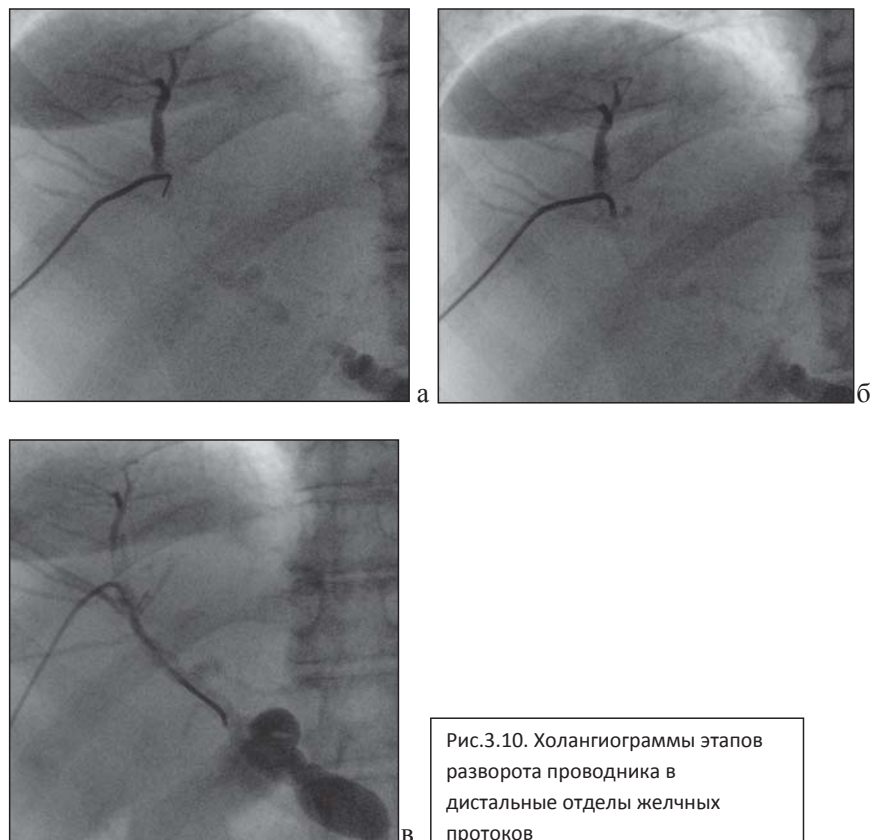 а
б
в
Рис.3.10. Холангиограммы этапов
разворота проводника в
дистальные отделы желчных
протоков